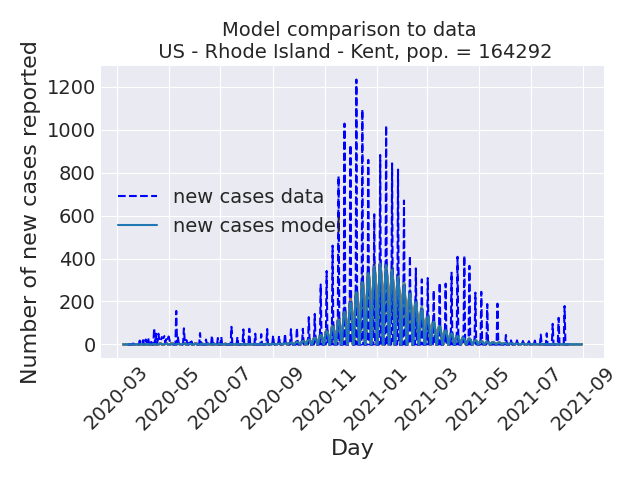 Model comparison to data
US - Rhode Island - Kent, pop. = 164292
Number of new cases reported
1200
1000
800
600
400
200
0
new cases data
new cases model
2020-03
2020-05
2020-07
2020-09
2020-11
2021-01
2021-03
2021-05
2021-07
2021-09
Day